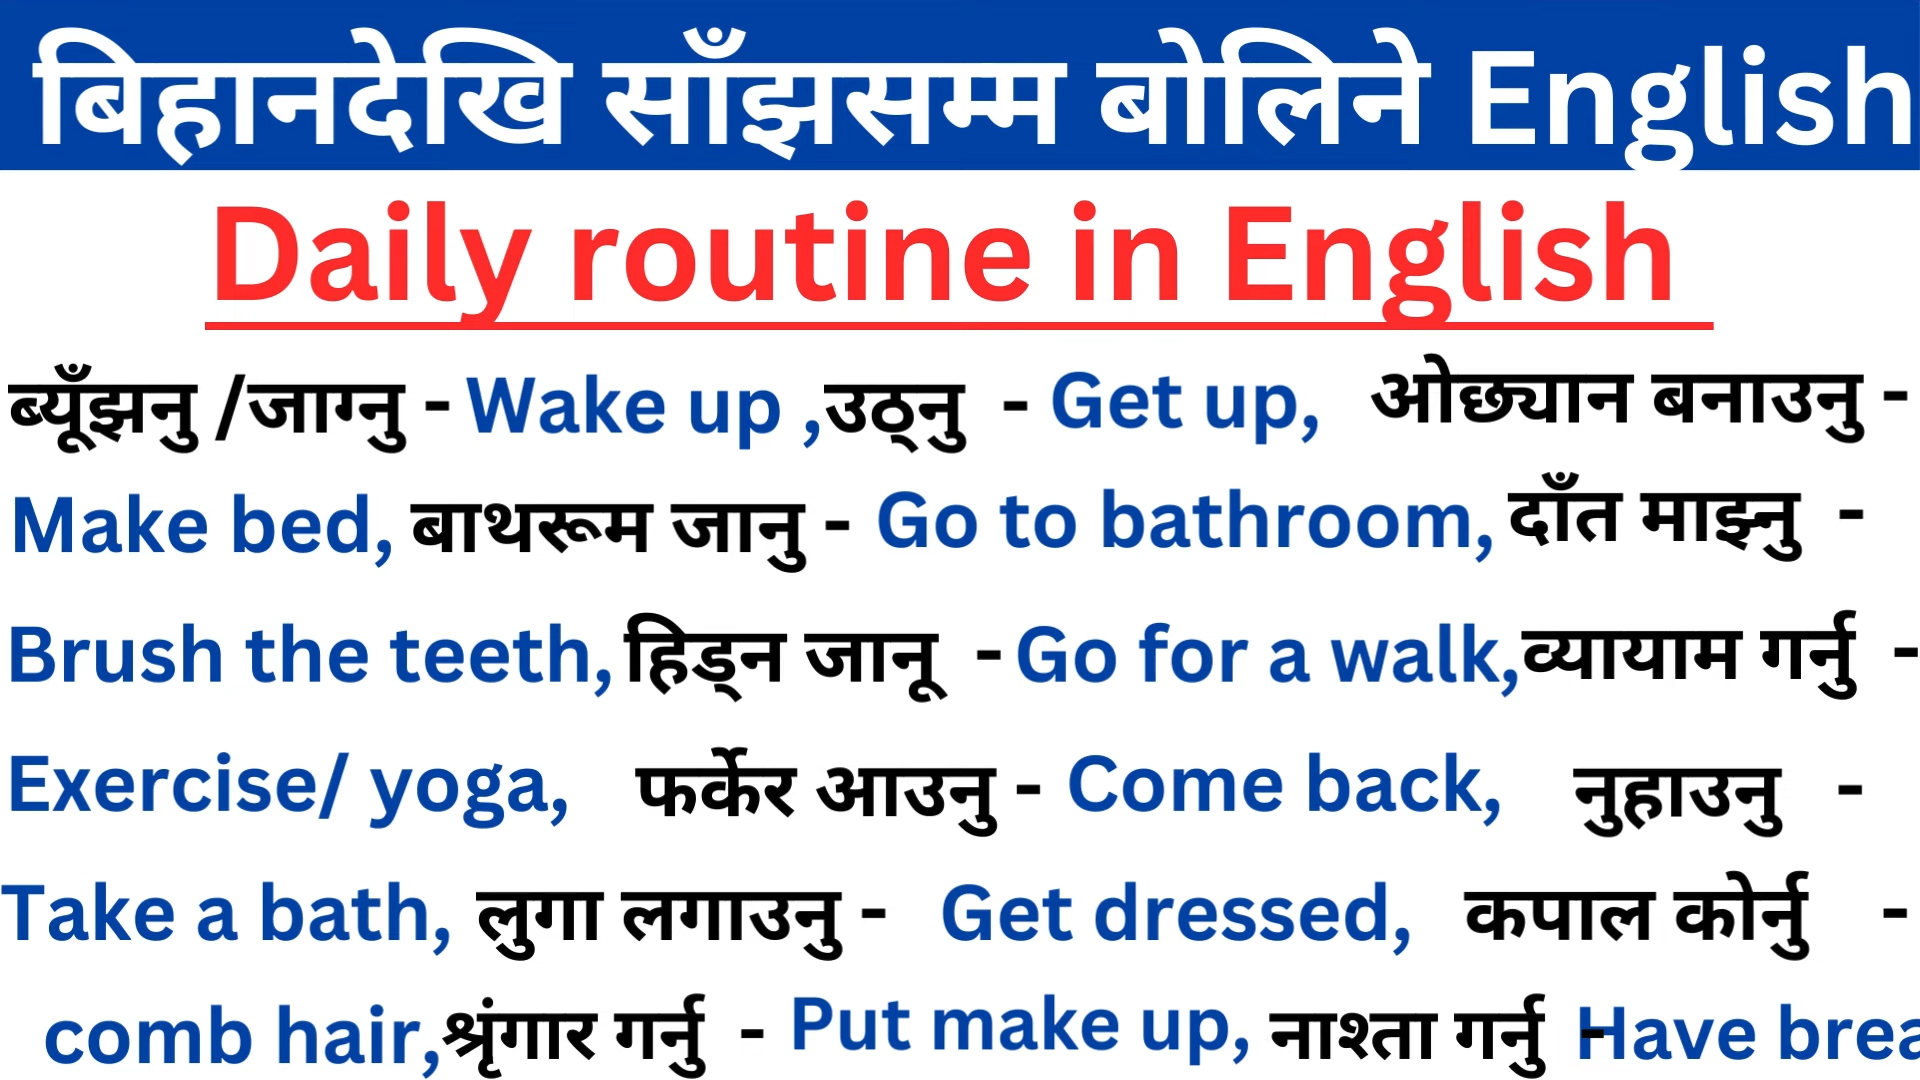 बिहानदेखि साँझसम्म बोलिने English
Daily routine in English
ब्यूँझनु /जाग्नु - Wake up ,उठ्नु - Get up, ओछ्यान बनाउनु -
Make bed, बाथरूम जानु - Go to bathroom, दाँत माझ्नु -
Brush the teeth, हिड्न जानू - Go for a walk,व्यायाम गर्नु -
Exercise/ yoga, फर्केर आउनु - Come back, नुहाउनु -
Take a bath, लुगा लगाउनु - Get dressed, कपाल कोर्नु -
comb hair,श्रृंगार गर्नु - Put make up, नाश्ता गर्नु - Have